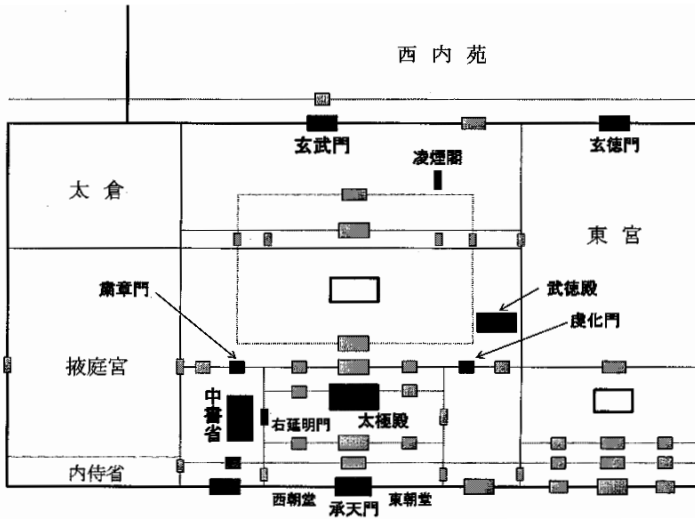 西内苑
玄武門
玄徳門
凌煙閣
太倉
東宮
粛章門
武徳殿
虔化門
掖庭宮
中書省
右延明門
太極殿
内侍省
西朝堂
東朝堂
承天門